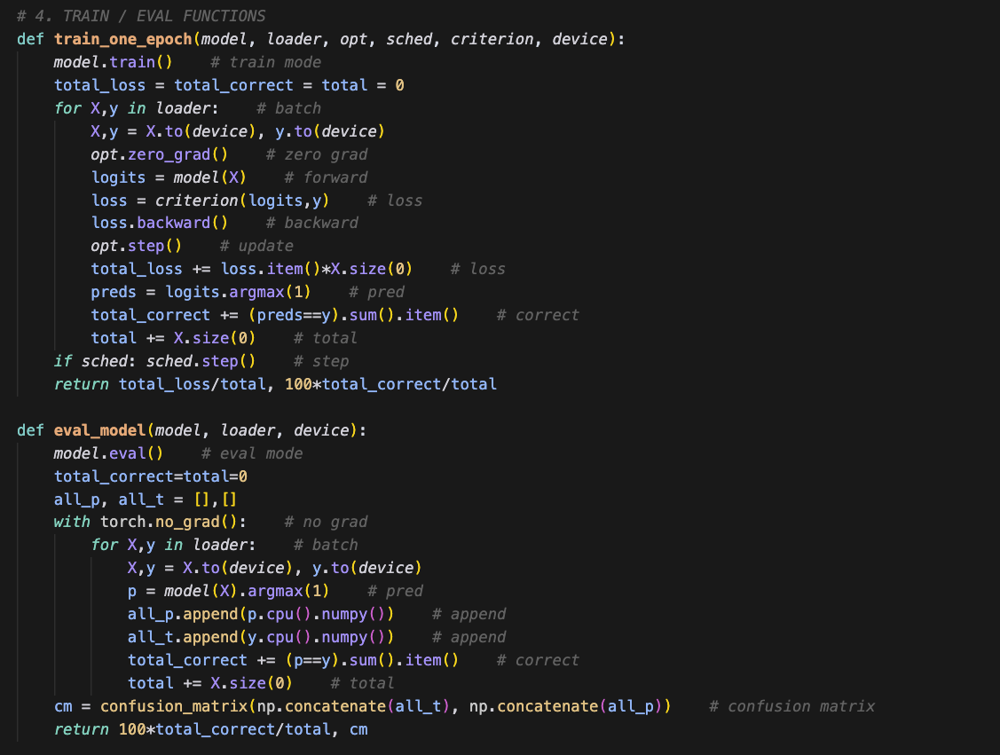 # 4. TRAIN / EVAL FUNCTIONS
def train_one_epoch(model, loader, opt, sched, criterion, device):
    model.train()    # train mode
    total_loss = total_correct = total = 0
    for X,y in loader:    # batch
        X,y = X.to(device), y.to(device)
        opt.zero_grad()    # zero grad
        logits = model(X)    # forward
        loss = criterion(logits,y)    # loss
        loss.backward()    # backward
        opt.step()    # update
        total_loss += loss.item()*X.size(0)    # loss
        preds = logits.argmax(1)    # pred
        total_correct += (preds==y).sum().item()    # correct
        total += X.size(0)    # total
    if sched: sched.step()    # step
    return total_loss/total, 100*total_correct/total

def eval_model(model, loader, device):
    model.eval()    # eval mode
    total_correct=total=0
    all_p, all_t = [],[]
    with torch.no_grad():    # no grad
        for X,y in loader:    # batch
            X,y = X.to(device), y.to(device)
            p = model(X).argmax(1)    # pred
            all_p.append(p.cpu().numpy())    # append
            all_t.append(y.cpu().numpy())    # append
            total_correct += (p==y).sum().item()    # correct
            total += X.size(0)    # total
    cm = confusion_matrix(np.concatenate(all_t), np.concatenate(all_p))    # confusion matrix
    return 100*total_correct/total, cm